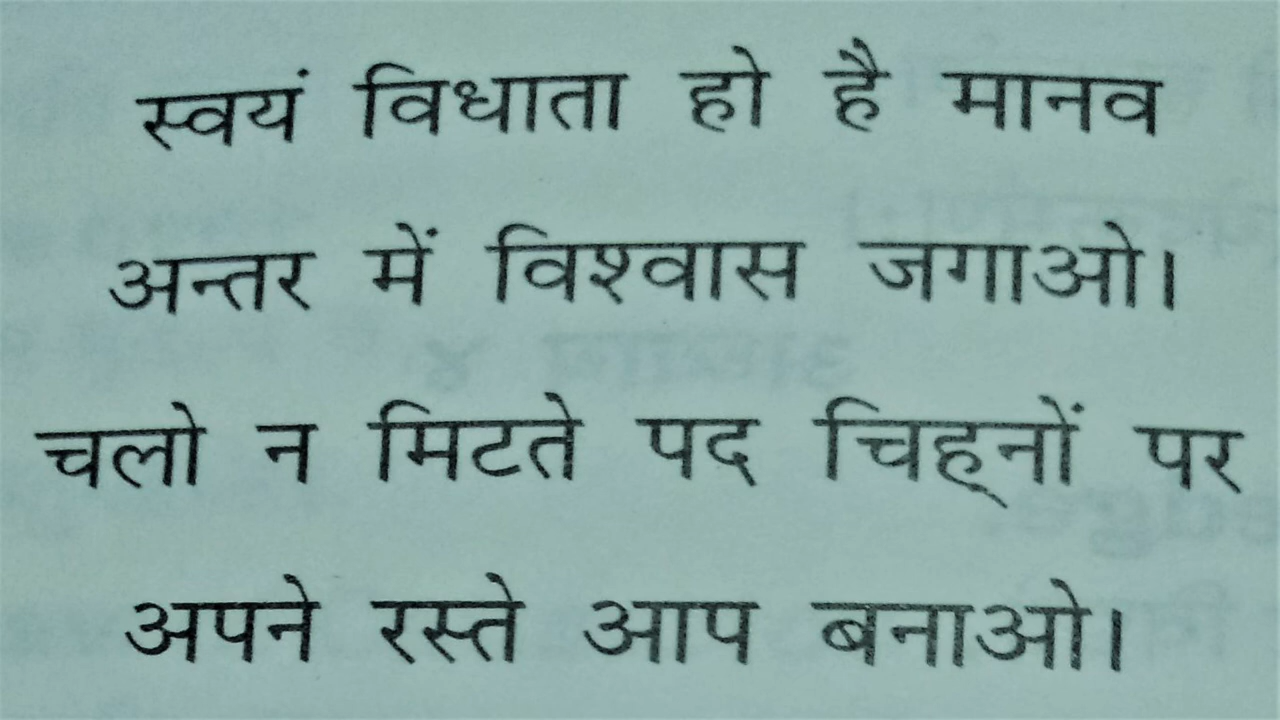 स्वयं विधाता हो है मानव
अन्तर में विश्वास जगाओ।
चलो न मिटते पद चिह्नों पर
अपने रस्ते आप बनाओ।